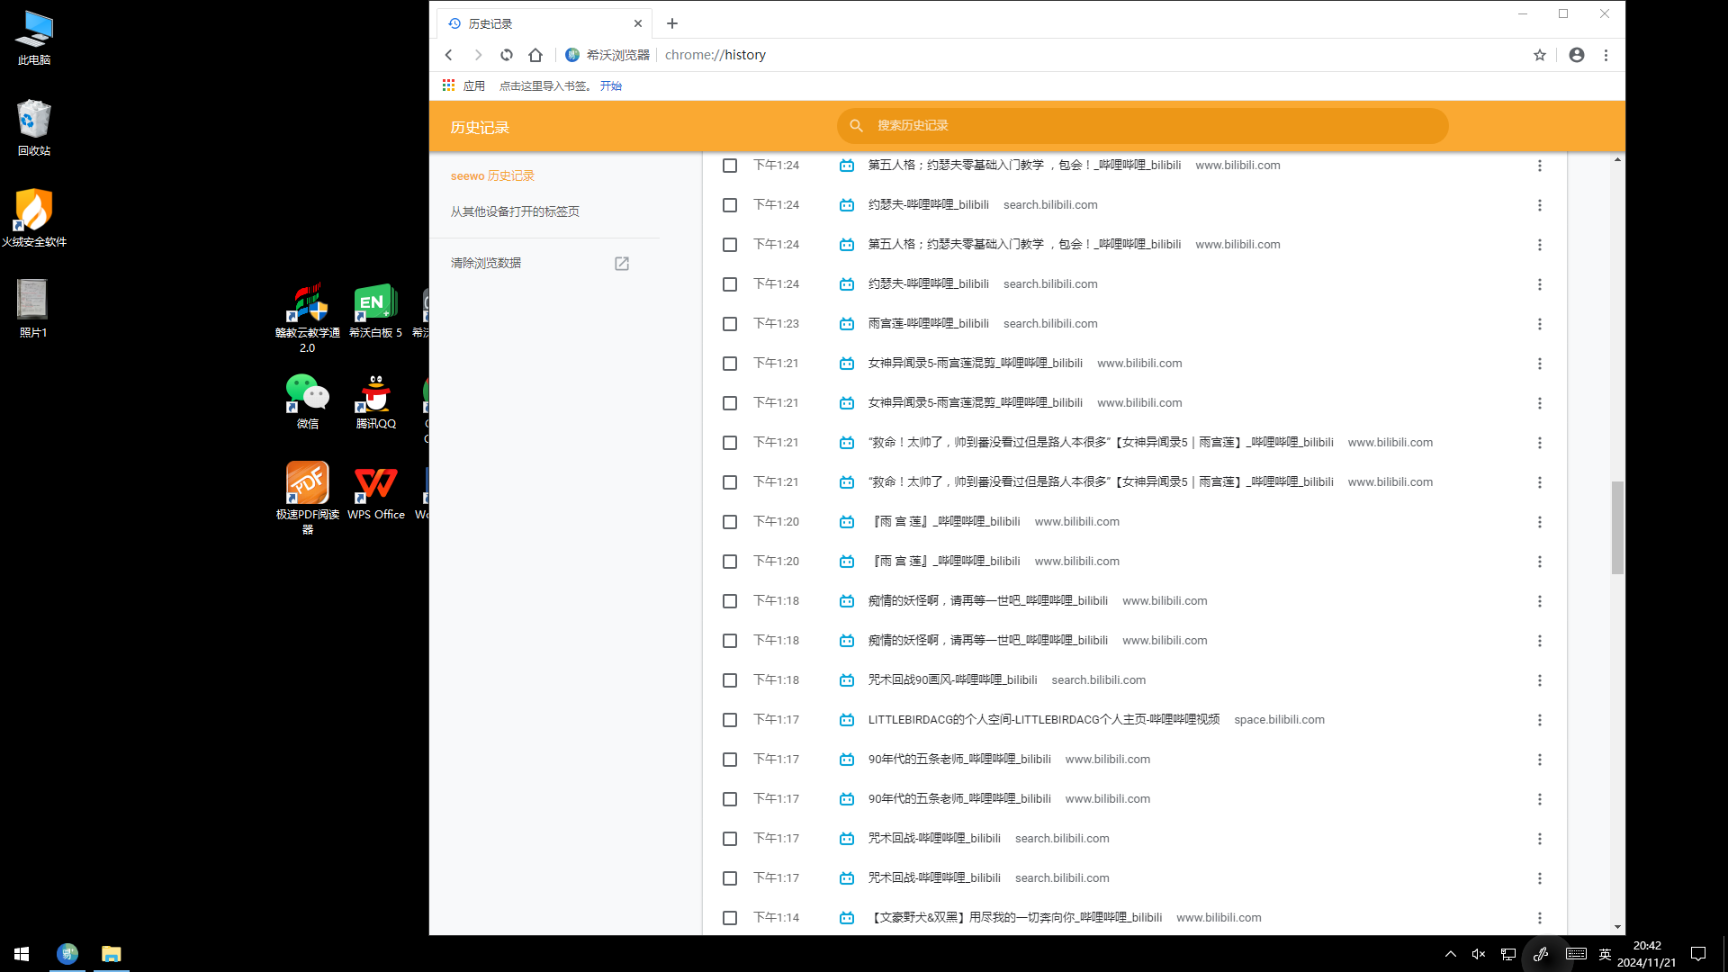 此电脑
回收站
火绒安全软件
照片1
赣教云教学通
2.0
希沃白板 5
希沃
微信
腾讯QQ
极速PDF阅读
器
WPS Office
历史记录
希沃浏览器
chrome://history
应用
点击这里导入书签。 开始
历史记录
搜索历史记录
seewo 历史记录
从其他设备打开的标签页
清除浏览数据
下午1:24 第五人格；约瑟夫零基础入门教学 ，包会！_哔哩哔哩_bilibili www.bilibili.com
下午1:24 约瑟夫-哔哩哔哩_bilibili search.bilibili.com
下午1:24 第五人格；约瑟夫零基础入门教学 ，包会！_哔哩哔哩_bilibili www.bilibili.com
下午1:24 约瑟夫-哔哩哔哩_bilibili search.bilibili.com
下午1:23 雨宫莲-哔哩哔哩_bilibili search.bilibili.com
下午1:21 女神异闻录5-雨宫莲混剪_哔哩哔哩_bilibili www.bilibili.com
下午1:21 女神异闻录5-雨宫莲混剪_哔哩哔哩_bilibili www.bilibili.com
下午1:21 “救命！太帅了，帅到番没看过但是路人本很多”【女神异闻录5｜雨宫莲】_哔哩哔哩_bilibili www.bilibili.com
下午1:21 “救命！太帅了，帅到番没看过但是路人本很多”【女神异闻录5｜雨宫莲】_哔哩哔哩_bilibili www.bilibili.com
下午1:20 『雨 宫 莲』_哔哩哔哩_bilibili www.bilibili.com
下午1:20 『雨 宫 莲』_哔哩哔哩_bilibili www.bilibili.com
下午1:18 痴情的妖怪啊，请再等一世吧_哔哩哔哩_bilibili www.bilibili.com
下午1:18 痴情的妖怪啊，请再等一世吧_哔哩哔哩_bilibili www.bilibili.com
下午1:18 咒术回战90画风-哔哩哔哩_bilibili search.bilibili.com
下午1:17 LITTLEBIRDACG的个人空间-LITTLEBIRDACG个人主页-哔哩哔哩视频 space.bilibili.com
下午1:17 90年代的五条老师_哔哩哔哩_bilibili www.bilibili.com
下午1:17 90年代的五条老师_哔哩哔哩_bilibili www.bilibili.com
下午1:17 咒术回战-哔哩哔哩_bilibili search.bilibili.com
下午1:17 咒术回战-哔哩哔哩_bilibili search.bilibili.com
下午1:14 【文豪野犬&双黑】用尽我的一切奔向你_哔哩哔哩_bilibili www.bilibili.com
英
20:42
2024/11/21